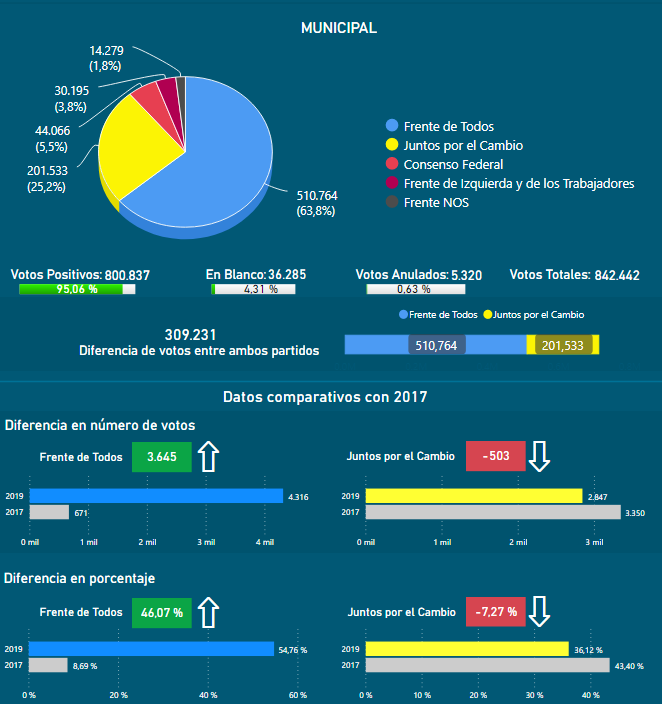 MUNICIPAL
14.279
(1,8%)
30.195
(3,8%)
44.066
(5,5%)
201.533
(25,2%)
510.764
(63,8%)
Frente de Todos
Juntos por el Cambio
Consenso Federal
Frente de Izquierda y de los Trabajadores
Frente NOS
Votos Positivos: 800.837
95,06 %
En Blanco: 36.285
4,31 %
Votos Anulados: 5.320
0,63 %
Votos Totales: 842.442
309.231
Diferencia de votos entre ambos partidos
Frente de Todos Juntos por el Cambio
510,764 201,533
Datos comparativos con 2017
Diferencia en número de votos
Frente de Todos 3.645
2019 4.316
2017 671
0 mil 1 mil 2 mil 3 mil 4 mil
Juntos por el Cambio -503
2019 2.847
2017 3.350
0 mil 1 mil 2 mil 3 mil
Diferencia en porcentaje
Frente de Todos 46,07 %
2019 54,76 %
2017 8,69 %
0 % 20 % 40 % 60 %
Juntos por el Cambio -7,27 %
2019 36,12 %
2017 43,40 %
0 % 10 % 20 % 30 % 40 %